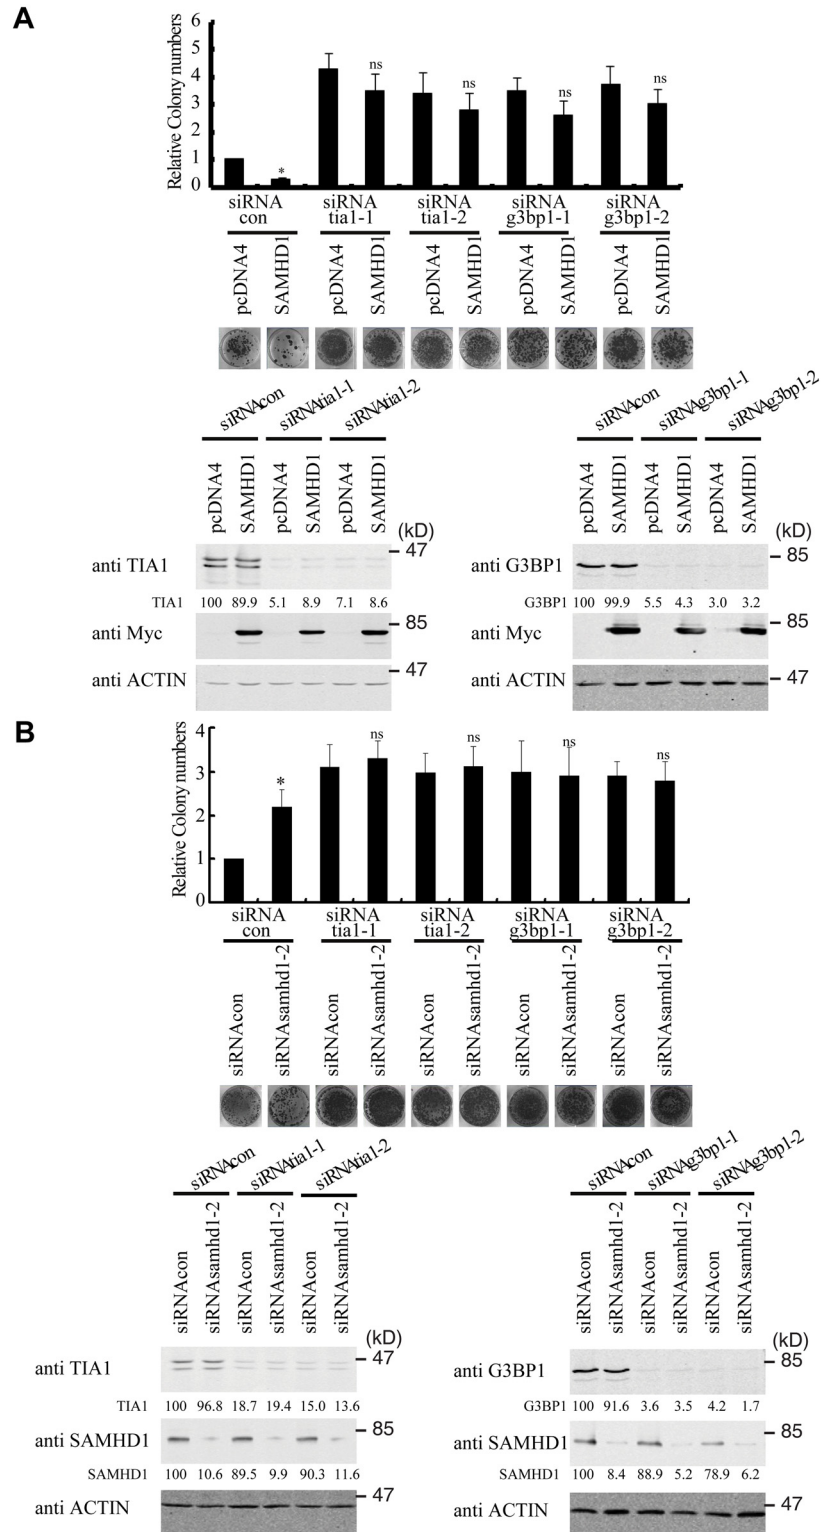 A
Relative Colony numbers
6
5
4
3
2
1
0
*
ns
ns
ns
ns
siRNA con
siRNA tia1-1
siRNA tia1-2
siRNA g3bp1-1
siRNA g3bp1-2
pcDNA4 SAMHD1 pcDNA4 SAMHD1 pcDNA4 SAMHD1 pcDNA4 SAMHD1 pcDNA4 SAMHD1
siRNAcon siRNAtia1-1 siRNAtia1-2
pcDNA4 SAMHD1 pcDNA4 SAMHD1 pcDNA4 SAMHD1 (kD)
anti TIA1 47
TIA1 100 89.9 5.1 8.9 7.1 8.6
anti Myc 85
anti ACTIN 47
siRNAcon siRNAg3bp1-1 siRNAg3bp1-2
pcDNA4 SAMHD1 pcDNA4 SAMHD1 pcDNA4 SAMHD1 (kD)
anti G3BP1 85
G3BP1 100 99.9 5.5 4.3 3.0 3.2
anti Myc 85
anti ACTIN 47
B
Relative Colony numbers
4
3
2
1
0
*
ns
ns
ns
ns
siRNA con
siRNA tia1-1
siRNA tia1-2
siRNA g3bp1-1
siRNA g3bp1-2
siRNAcon siRNAsamhd1-2 siRNAcon siRNAsamhd1-2 siRNAcon siRNAsamhd1-2 siRNAcon siRNAsamhd1-2 siRNAcon siRNAsamhd1-2
siRNAcon siRNAtia1-1 siRNAtia1-2
siRNAcon siRNAsamhd1-2 siRNAcon siRNAsamhd1-2 siRNAcon siRNAsamhd1-2 (kD)
anti TIA1 47
TIA1 100 96.8 18.7 19.4 15.0 13.6
anti SAMHD1 85
SAMHD1 100 10.6 89.5 9.9 90.3 11.6
anti ACTIN 47
siRNAcon siRNAg3bp1-1 siRNAg3bp1-2
siRNAcon siRNAsamhd1-2 siRNAcon siRNAsamhd1-2 siRNAcon siRNAsamhd1-2 (kD)
anti G3BP1 85
G3BP1 100 91.6 3.6 3.5 4.2 1.7
anti SAMHD1 85
SAMHD1 100 8.4 88.9 5.2 78.9 6.2
anti ACTIN 47